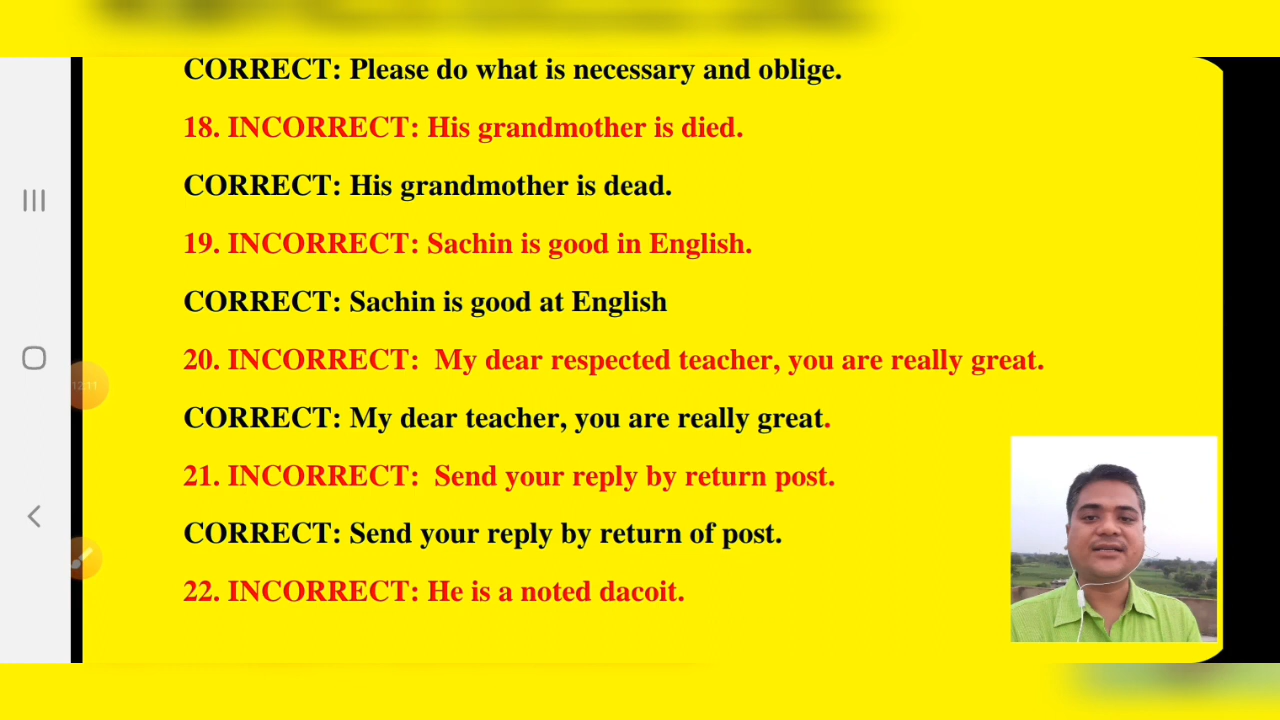 CORRECT: Please do what is necessary and oblige.
18. INCORRECT: His grandmother is died.
CORRECT: His grandmother is dead.
19. INCORRECT: Sachin is good in English.
CORRECT: Sachin is good at English
20. INCORRECT:  My dear respected teacher, you are really great.
12:11
CORRECT: My dear teacher, you are really great.
21. INCORRECT:  Send your reply by return post.
CORRECT: Send your reply by return of post.
22. INCORRECT: He is a noted dacoit.